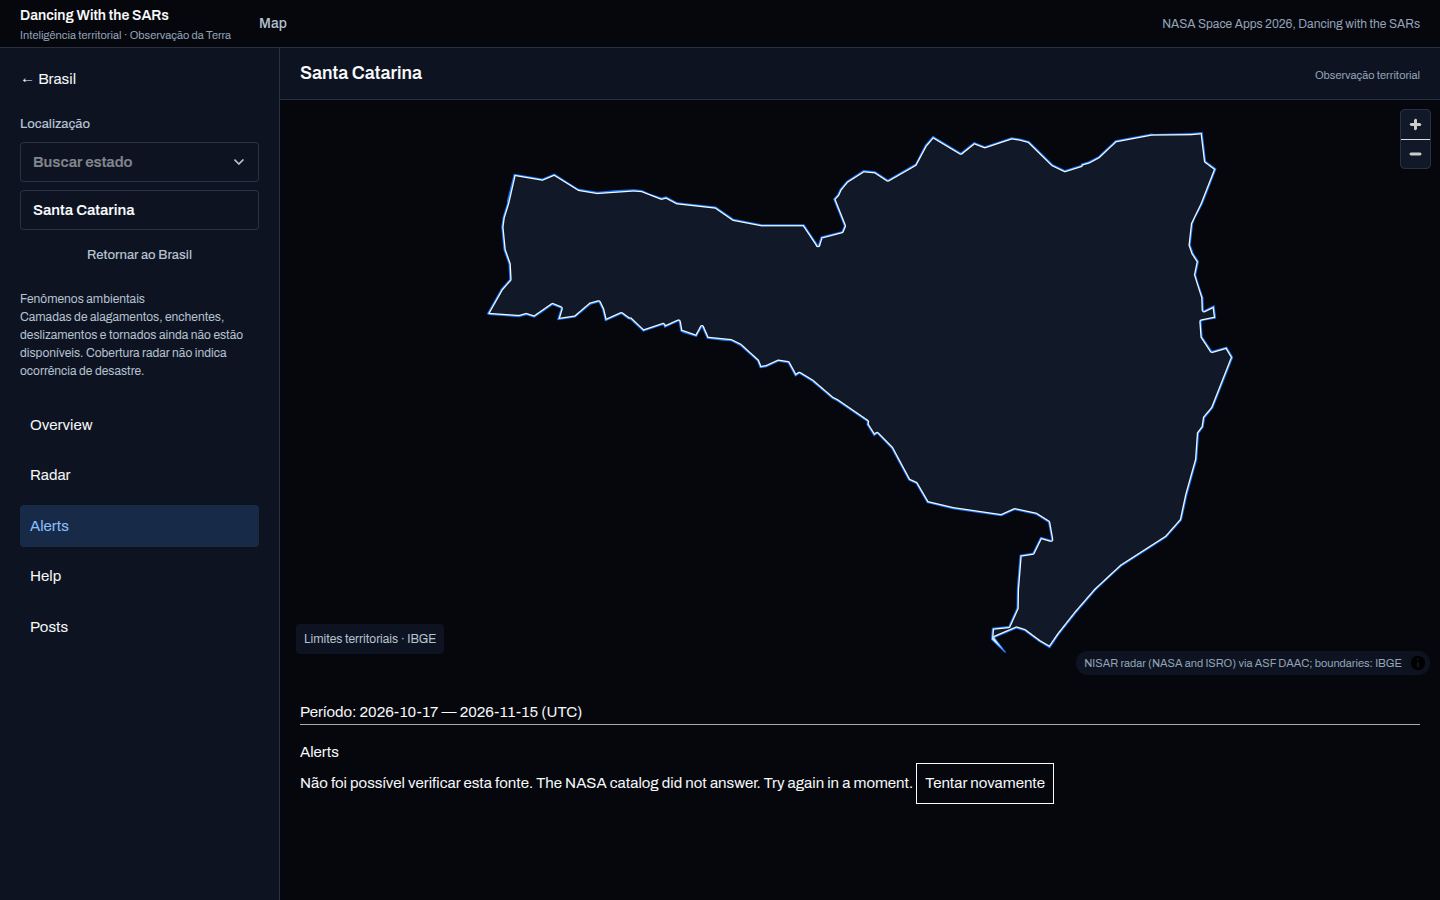 Dancing With the SARs
Inteligência territorial · Observação da Terra
Map
NASA Space Apps 2026, Dancing with the SARs
← Brasil
Localização
Buscar estado
Santa Catarina
Retornar ao Brasil
Fenômenos ambientais
Camadas de alagamentos, enchentes,
deslizamentos e tornados ainda não estão
disponíveis. Cobertura radar não indica
ocorrência de desastre.
Overview
Radar
Alerts
Help
Posts
Santa Catarina
Observação territorial
Limites territoriais · IBGE
NISAR radar (NASA and ISRO) via ASF DAAC; boundaries: IBGE
Período: 2026-10-17 — 2026-11-15 (UTC)
Alerts
Não foi possível verificar esta fonte. The NASA catalog did not answer. Try again in a moment. Tentar novamente